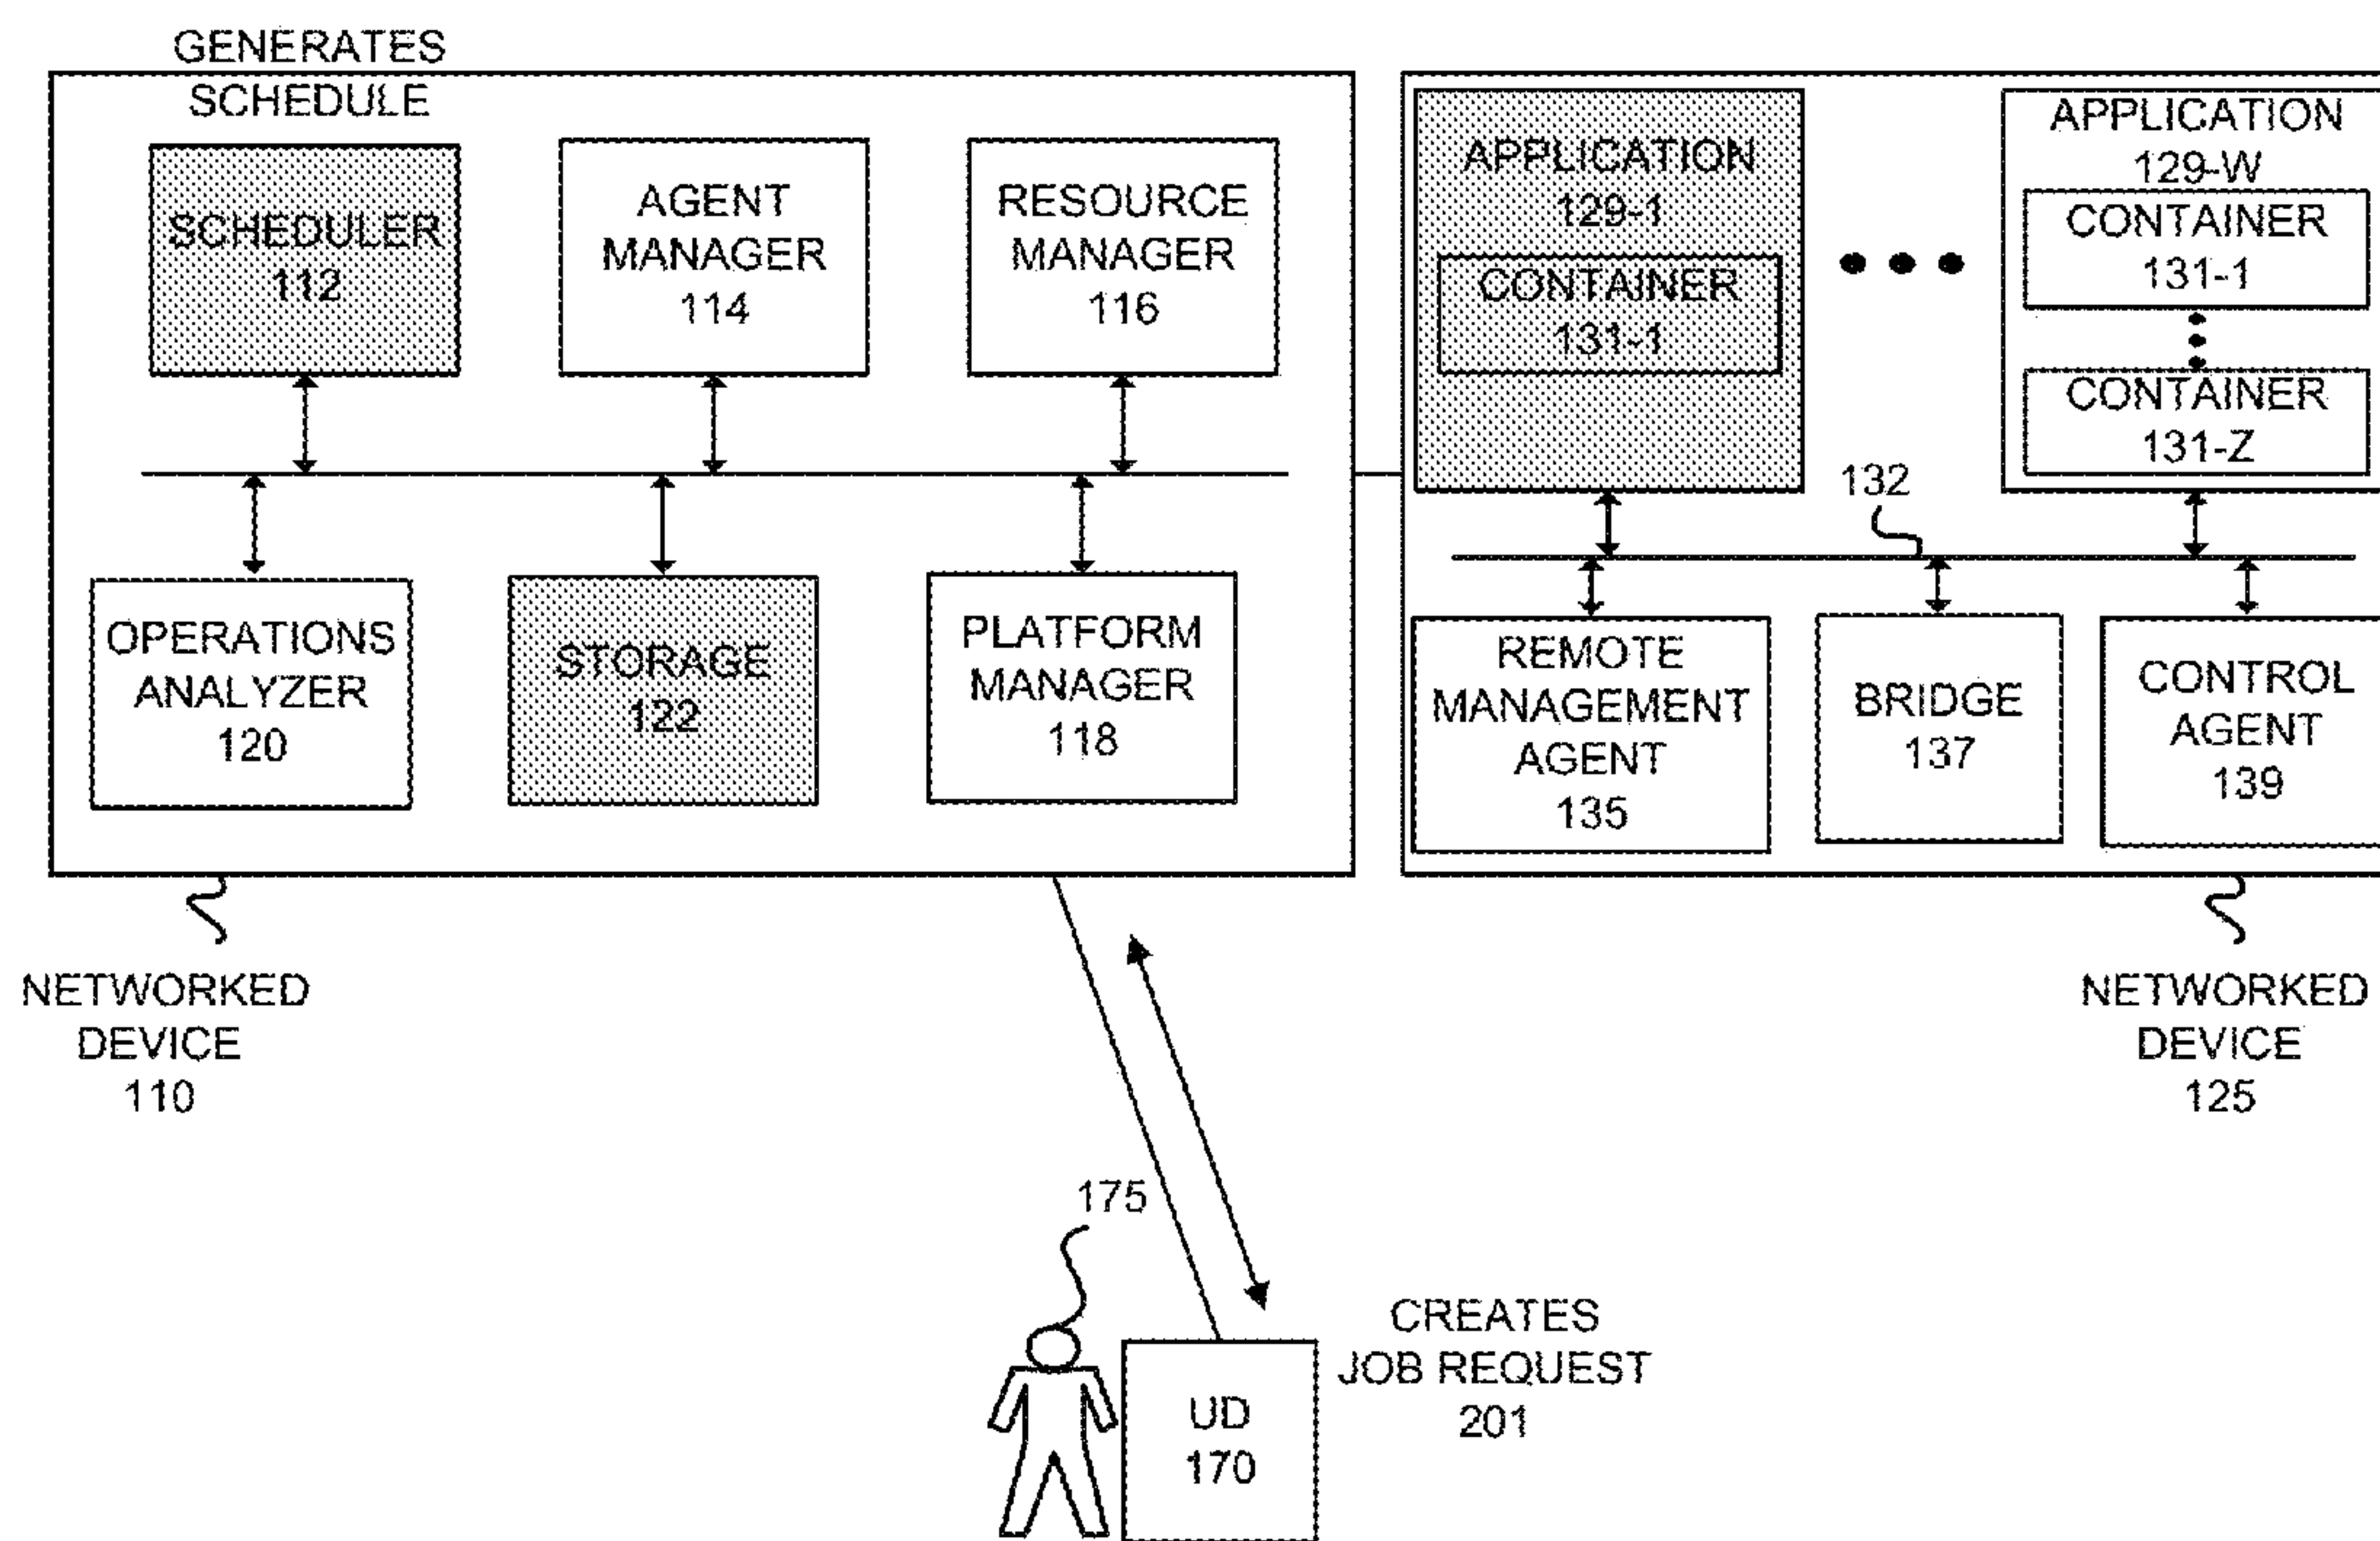 GENERATES
SCHEDULE
SCHEDULER
112
AGENT
MANAGER
114
RESOURCE
MANAGER
116
OPERATIONS
ANALYZER
120
STORAGE
122
PLATFORM
MANAGER
118
APPLICATION
129-1
CONTAINER
131-1
APPLICATION
129-W
CONTAINER
131-1
CONTAINER
131-Z
132
REMOTE
MANAGEMENT
AGENT
135
BRIDGE
137
CONTROL
AGENT
139
NETWORKED
DEVICE
110
NETWORKED
DEVICE
125
175
UD
170
CREATES
JOB REQUEST
201